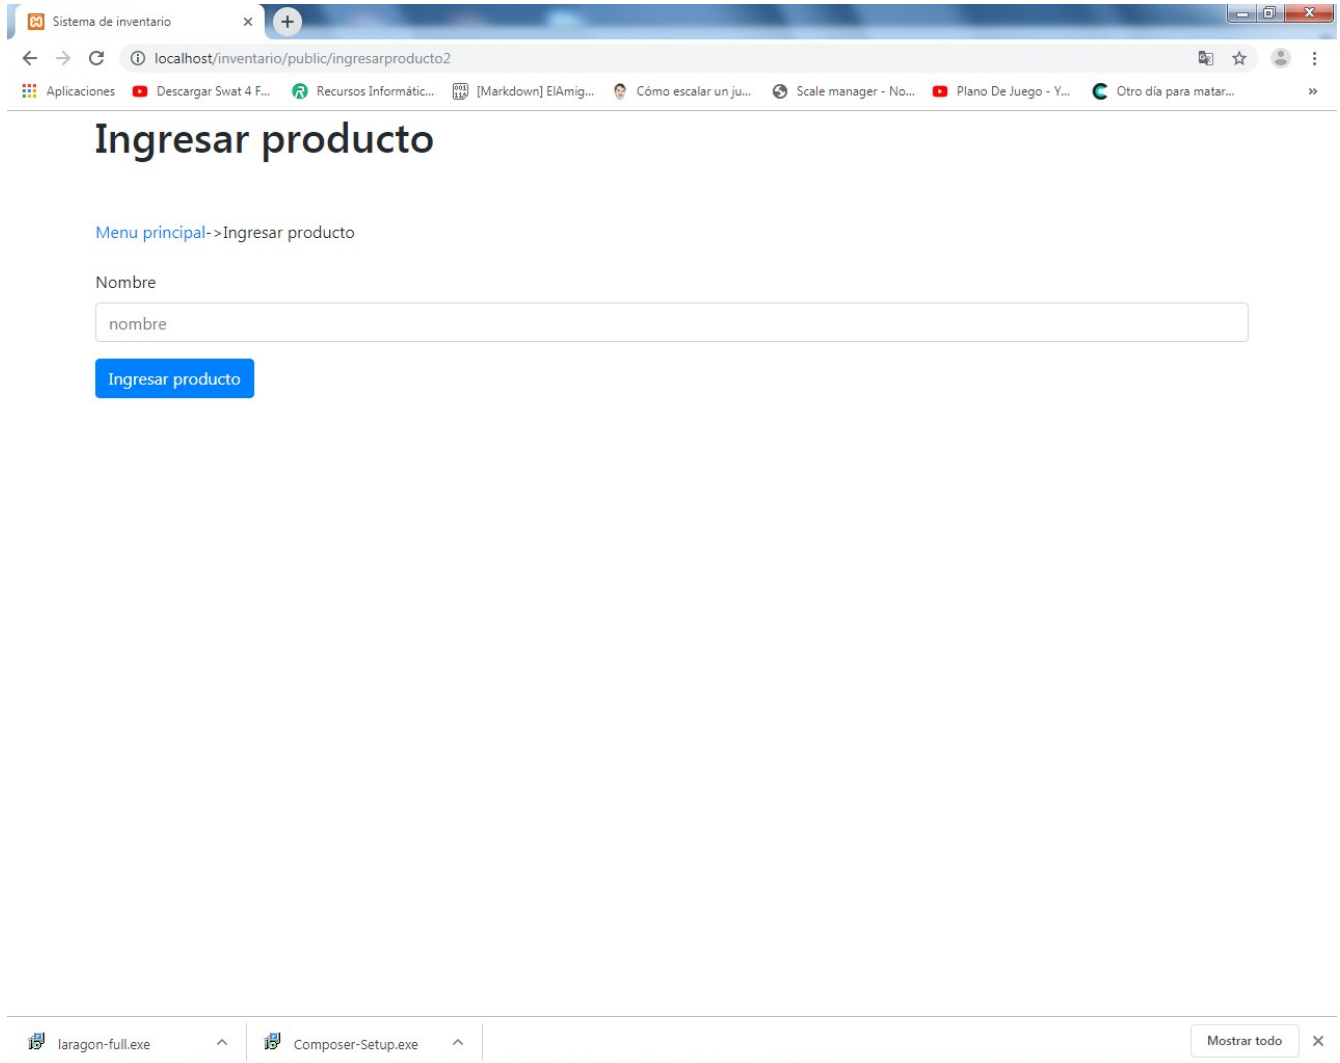 Sistema de inventario
localhost/inventario/public/ingresarproducto2
Aplicaciones Descargar Swat 4 F... Recursos Informátic... [Markdown] ElAmig... Cómo escalar un ju... Scale manager - No... Plano De Juego - Y... Otro día para matar... »
Ingresar producto
Menu principal->Ingresar producto
Nombre
nombre
Ingresar producto
laragon-full.exe Composer-Setup.exe Mostrar todo